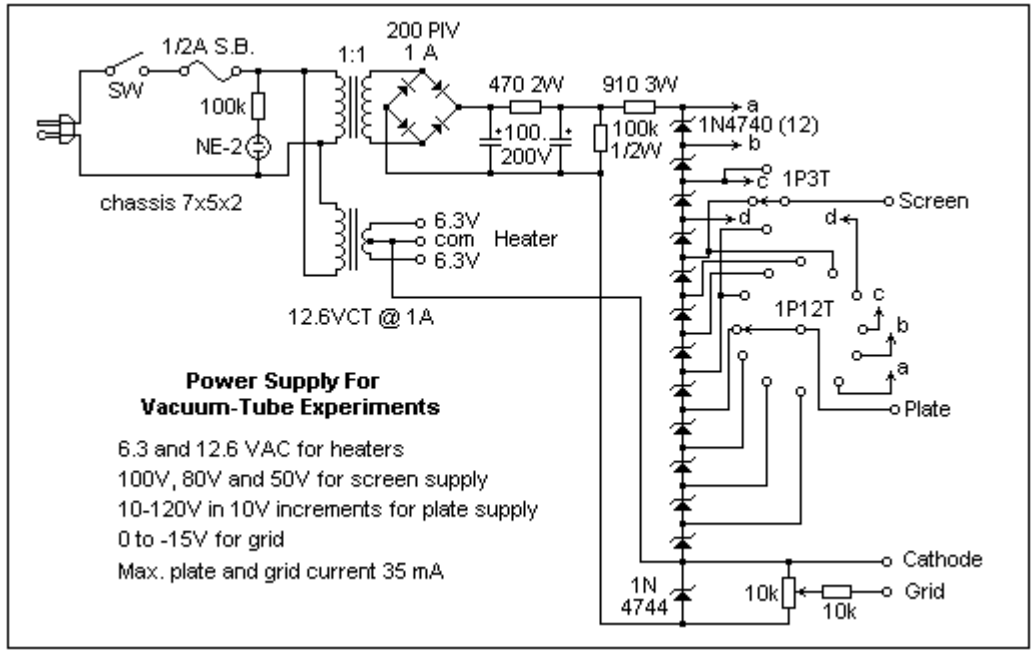 200 PIV
1 A
1:1
1/2A S.B.
SW
100k
NE-2
470 2W
910 3W
a
100.
200V
100k
1/2W
1N4740 (12)
b
c
1P3T
Screen
d
d
chassis 7x5x2
6.3V
com Heater
6.3V
12.6VCT @ 1A
1P12T
c
b
a
Plate
Power Supply For
Vacuum-Tube Experiments
6.3 and 12.6 VAC for heaters
100V, 80V and 50V for screen supply
10-120V in 10V increments for plate supply
0 to -15V for grid
Max. plate and grid current 35 mA
Cathode
1N
4744
10k
10k
Grid